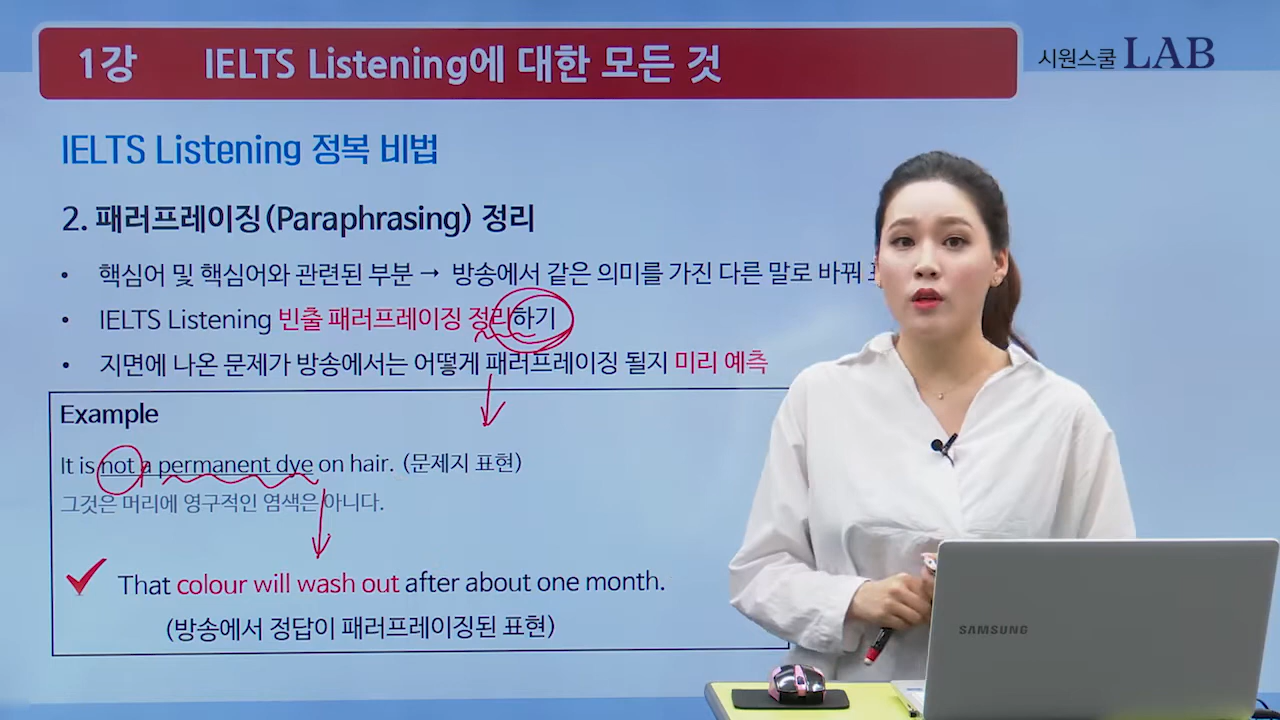 1강 IELTS Listening에 대한 모든 것
시원스쿨 LAB
IELTS Listening 정복 비법
2. 패러프레이징(Paraphrasing) 정리
• 핵심어 및 핵심어와 관련된 부분 → 방송에서 같은 의미를 가진 다른 말로 바꿔
• IELTS Listening 빈출 패러프레이징 정리하기
• 지면에 나온 문제가 방송에서는 어떻게 패러프레이징 될지 미리 예측
Example
It is not a permanent dye on hair. (문제지 표현)
그것은 머리에 영구적인 염색은 아니다.
That colour will wash out after about one month.
(방송에서 정답이 패러프레이징된 표현)
SAMSUNG